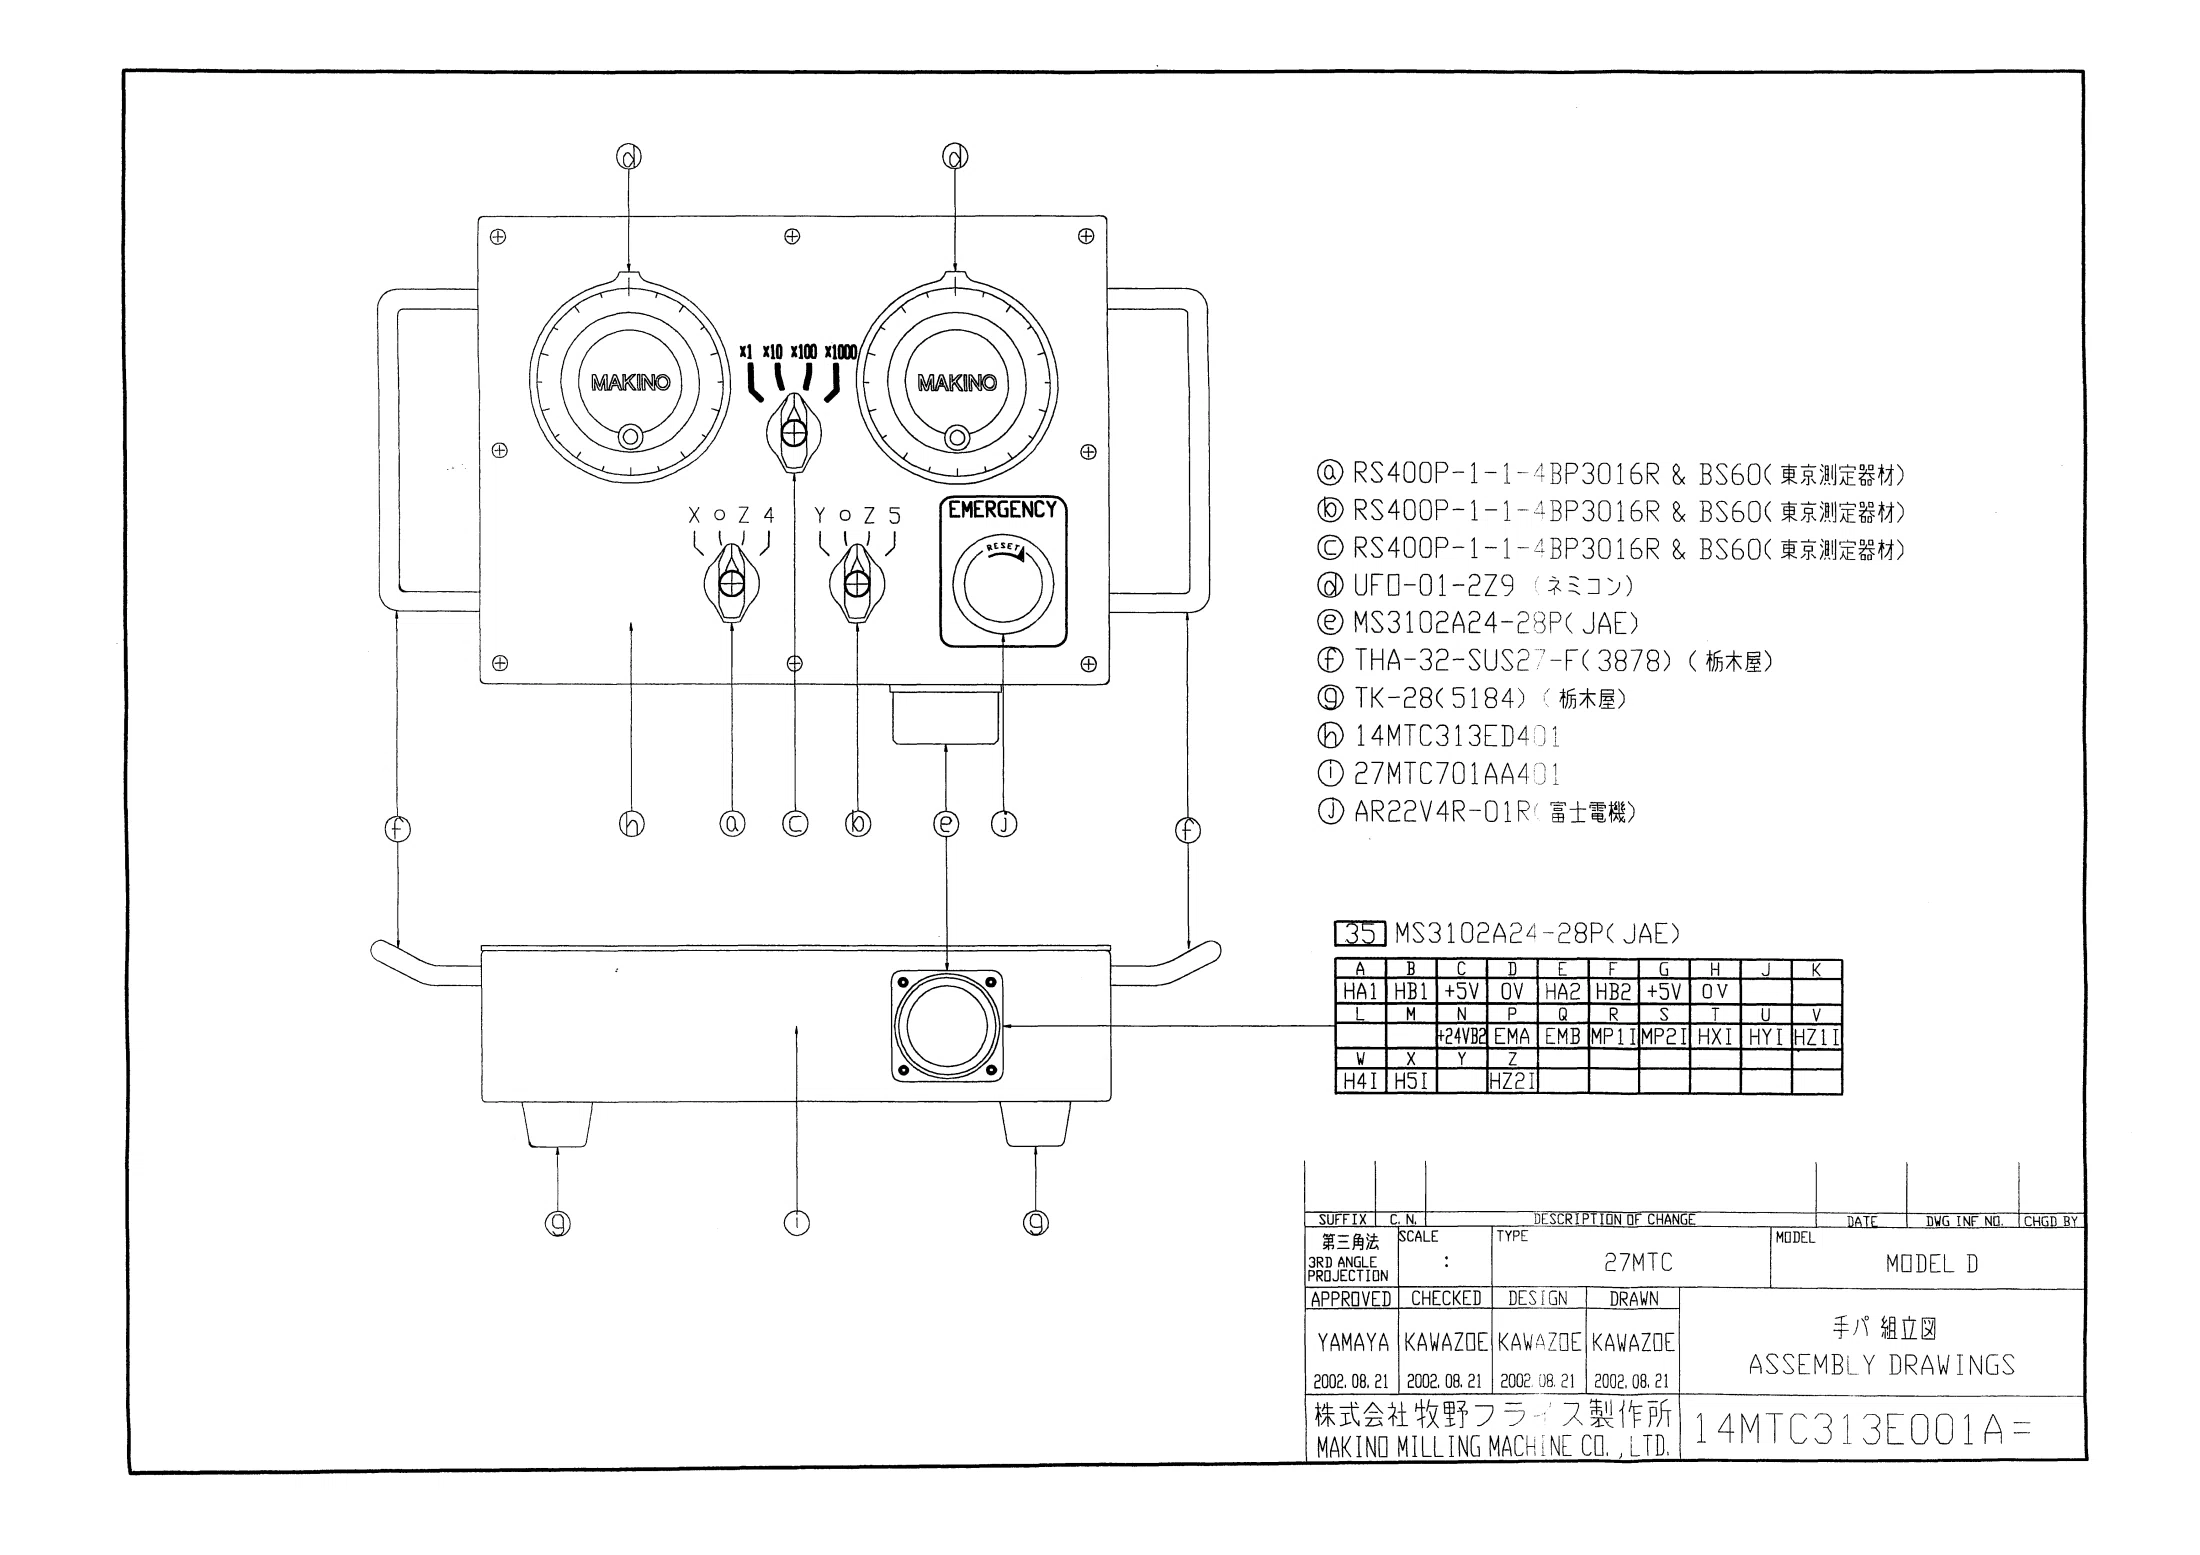 ⓓ ⓓ
x1 x10 x100 x1000
MAKINO MAKINO
X O Z 4 Y O Z 5
EMERGENCY
RESET
ⓕ ⓗ ⓐ ⓒ ⓑ ⓔ ⓙ ⓕ
ⓖ ⓘ ⓖ
ⓐ RS400P-1-1-4BP3016R & BS60(東京測定器材)
ⓑ RS400P-1-1-4BP3016R & BS60(東京測定器材)
ⓒ RS400P-1-1-4BP3016R & BS60(東京測定器材)
ⓓ UFO-01-2Z9 (ネミコン)
ⓔ MS3102A24-28P(JAE)
ⓕ THA-32-SUS27-F(3878) (栃木屋)
ⓖ TK-28(5184) (栃木屋)
ⓗ 14MTC313ED401
ⓘ 27MTC701AA401
ⓙ AR22V4R-01R(富士電機)
35 MS3102A24-28P(JAE)
A B C D E F G H J K
HA1 HB1 +5V 0V HA2 HB2 +5V 0V
L M N P Q R S T U V
+24VB2 EMA EMB MP1I MP2I HXI HYI HZ1I
W X Y Z
H4I H5I HZ2I
SUFFIX C. N. DESCRIPTION OF CHANGE DATE DWG INF NO. CHGD BY
第三角法
3RD ANGLE
PROJECTION
SCALE
:
TYPE
27MTC
MODEL
MODEL D
APPROVED CHECKED DESIGN DRAWN
YAMAYA KAWAZOE KAWAZOE KAWAZOE
2002. 08. 21 2002. 08. 21 2002. 08. 21 2002. 08. 21
手パ 組立図
ASSEMBLY DRAWINGS
株式会社牧野フライス製作所
MAKINO MILLING MACHINE CO. , LTD.
14MTC313E001A=